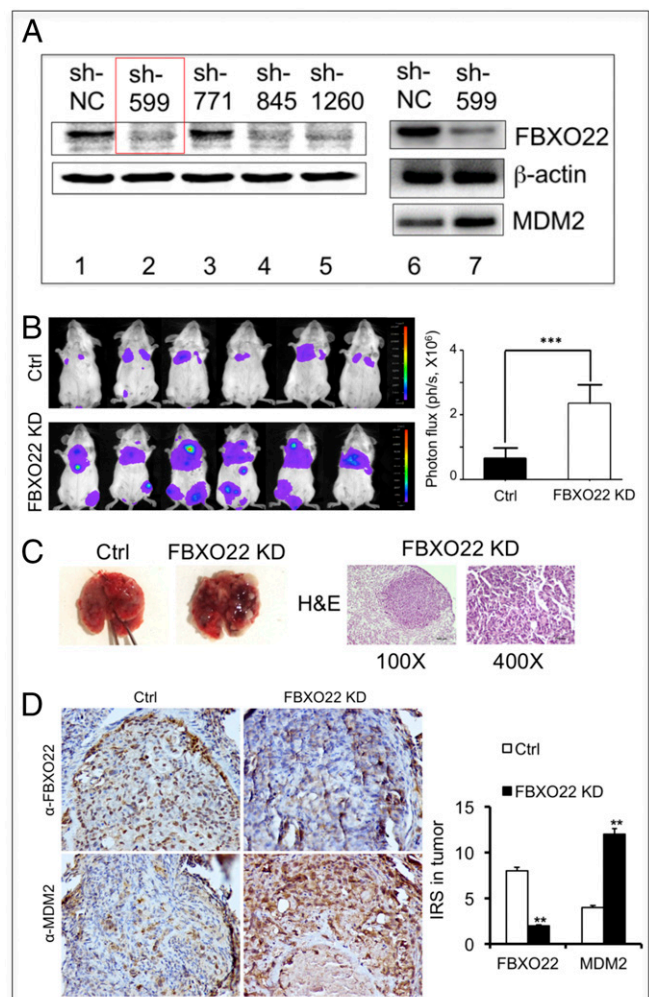 A
sh-NC sh-599 sh-771 sh-845 sh-1260 sh-NC sh-599
FBXO22
β-actin
MDM2
1 2 3 4 5 6 7
B
Ctrl
FBXO22 KD
Photon flux (ph/s, X10⁶)
4
2
0
***
Ctrl FBXO22 KD
C
Ctrl FBXO22 KD
H&E
FBXO22 KD
100X 400X
D
Ctrl FBXO22 KD
α-FBXO22
α-MDM2
Ctrl
FBXO22 KD
IRS in tumor
15
10
5
0
**
**
FBXO22 MDM2